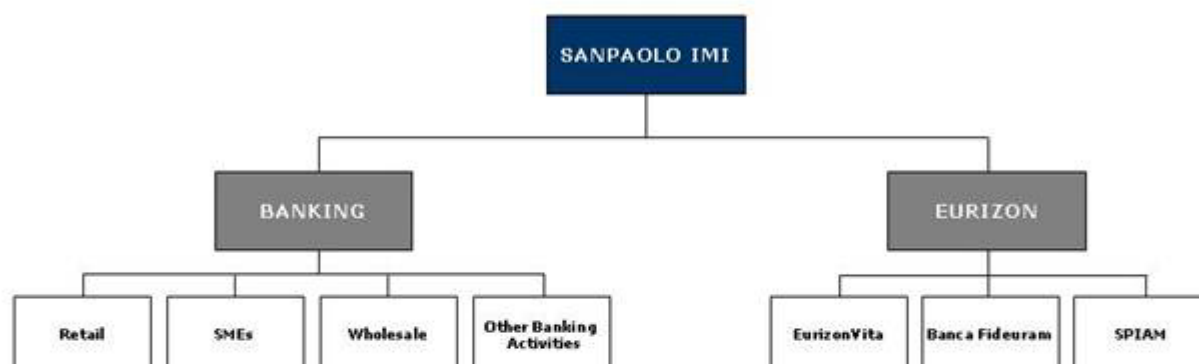 SANPAOLO IMI
BANKING
EURIZON
Retail
SMEs
Wholesale
Other Banking
Activities
EurizonVita
Banca Fideuram
SPIAM